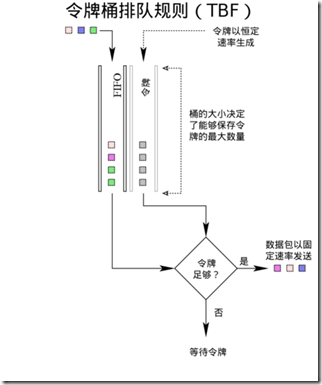 令牌桶排队规则（TBF）
令牌以恒定
速率生成
FIFO
令牌
桶的大小决定
了能够保存令
牌的最大数量
令牌
足够？
是
数据包以固
定速率发送
否
等待令牌